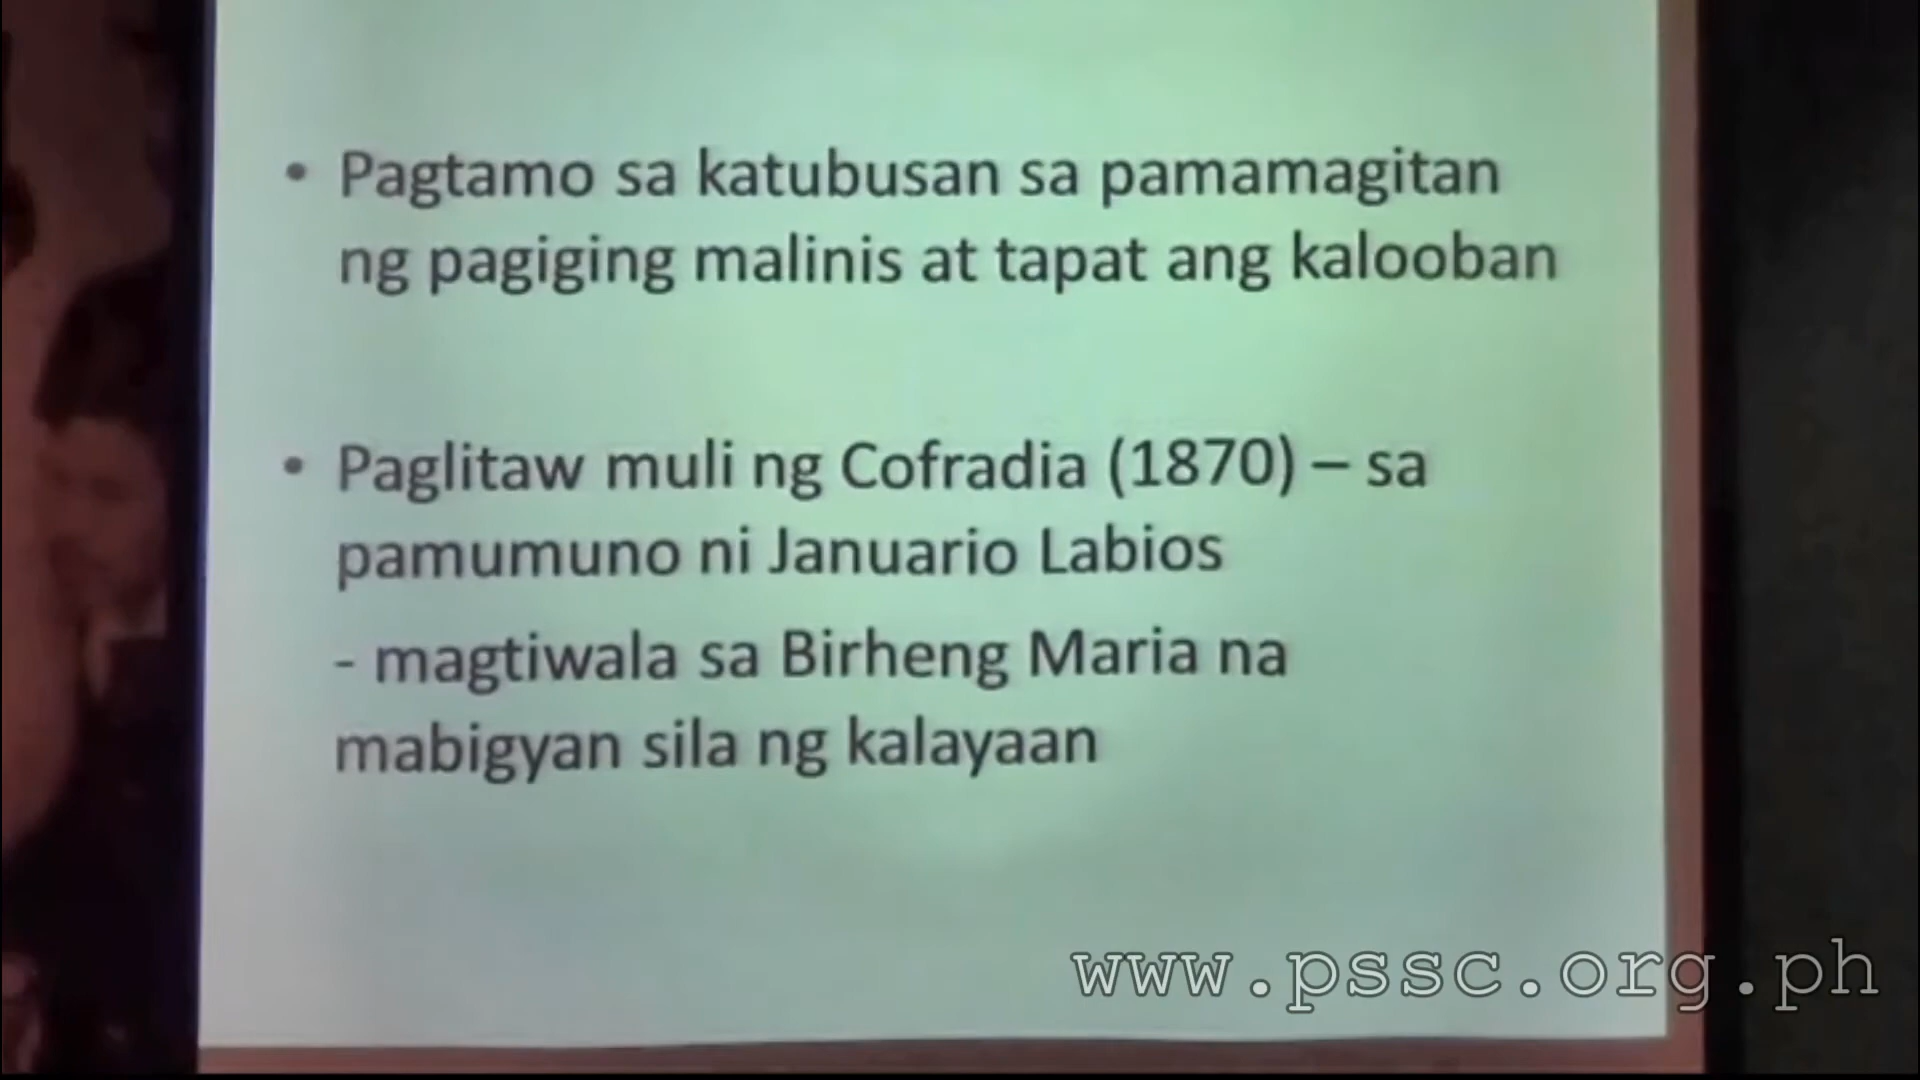 • Pagtamo sa katubusan sa pamamagitan
ng pagiging malinis at tapat ang kalooban
• Paglitaw muli ng Cofradia (1870) – sa
pamumuno ni Januario Labios
- magtiwala sa Birheng Maria na
mabigyan sila ng kalayaan
www.pssc.org.ph